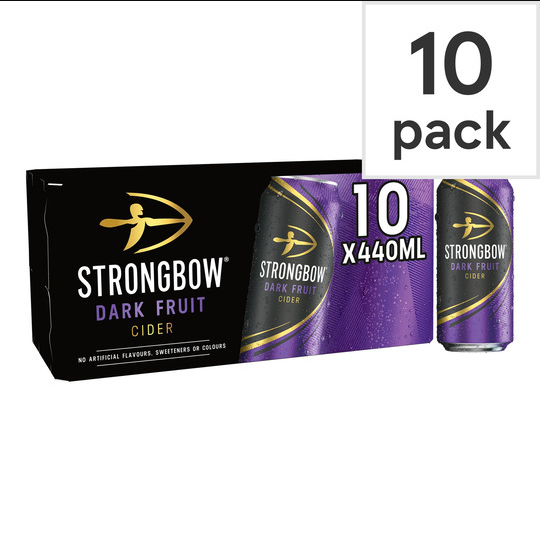 10
pack
STRONGBOW®
DARK FRUIT
CIDER
NO ARTIFICIAL FLAVOURS, SWEETENERS OR COLOURS
STRONGBOW
DARK FRUIT
CIDER
10
X440ML
STRONGBOW
DARK FRUIT
CIDER